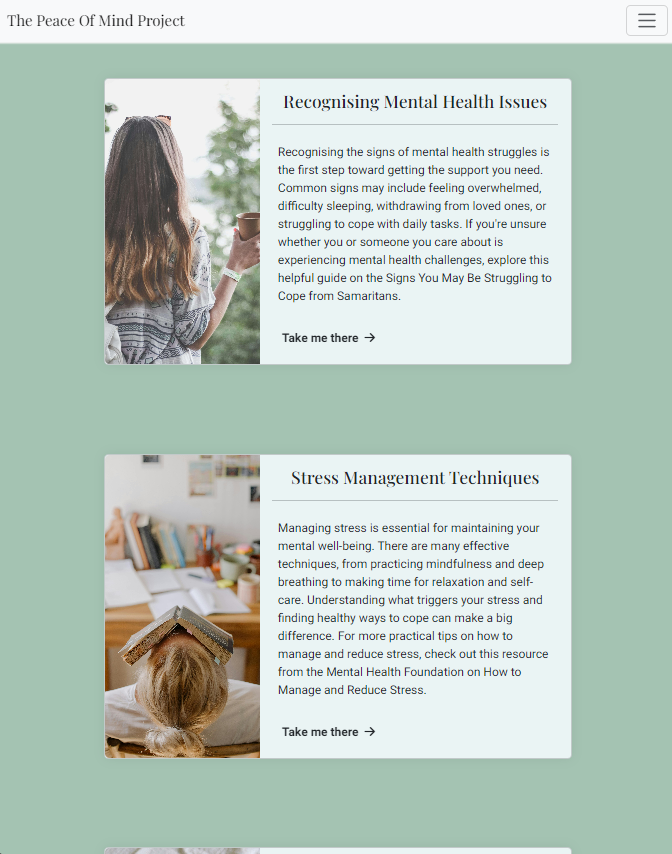 The Peace Of Mind Project
Recognising Mental Health Issues
Recognising the signs of mental health struggles is
the first step toward getting the support you need.
Common signs may include feeling overwhelmed,
difficulty sleeping, withdrawing from loved ones, or
struggling to cope with daily tasks. If you're unsure
whether you or someone you care about is
experiencing mental health challenges, explore this
helpful guide on the Signs You May Be Struggling to
Cope from Samaritans.
Take me there →
Stress Management Techniques
Managing stress is essential for maintaining your
mental well-being. There are many effective
techniques, from practicing mindfulness and deep
breathing to making time for relaxation and self-
care. Understanding what triggers your stress and
finding healthy ways to cope can make a big
difference. For more practical tips on how to
manage and reduce stress, check out this resource
from the Mental Health Foundation on How to
Manage and Reduce Stress.
Take me there →